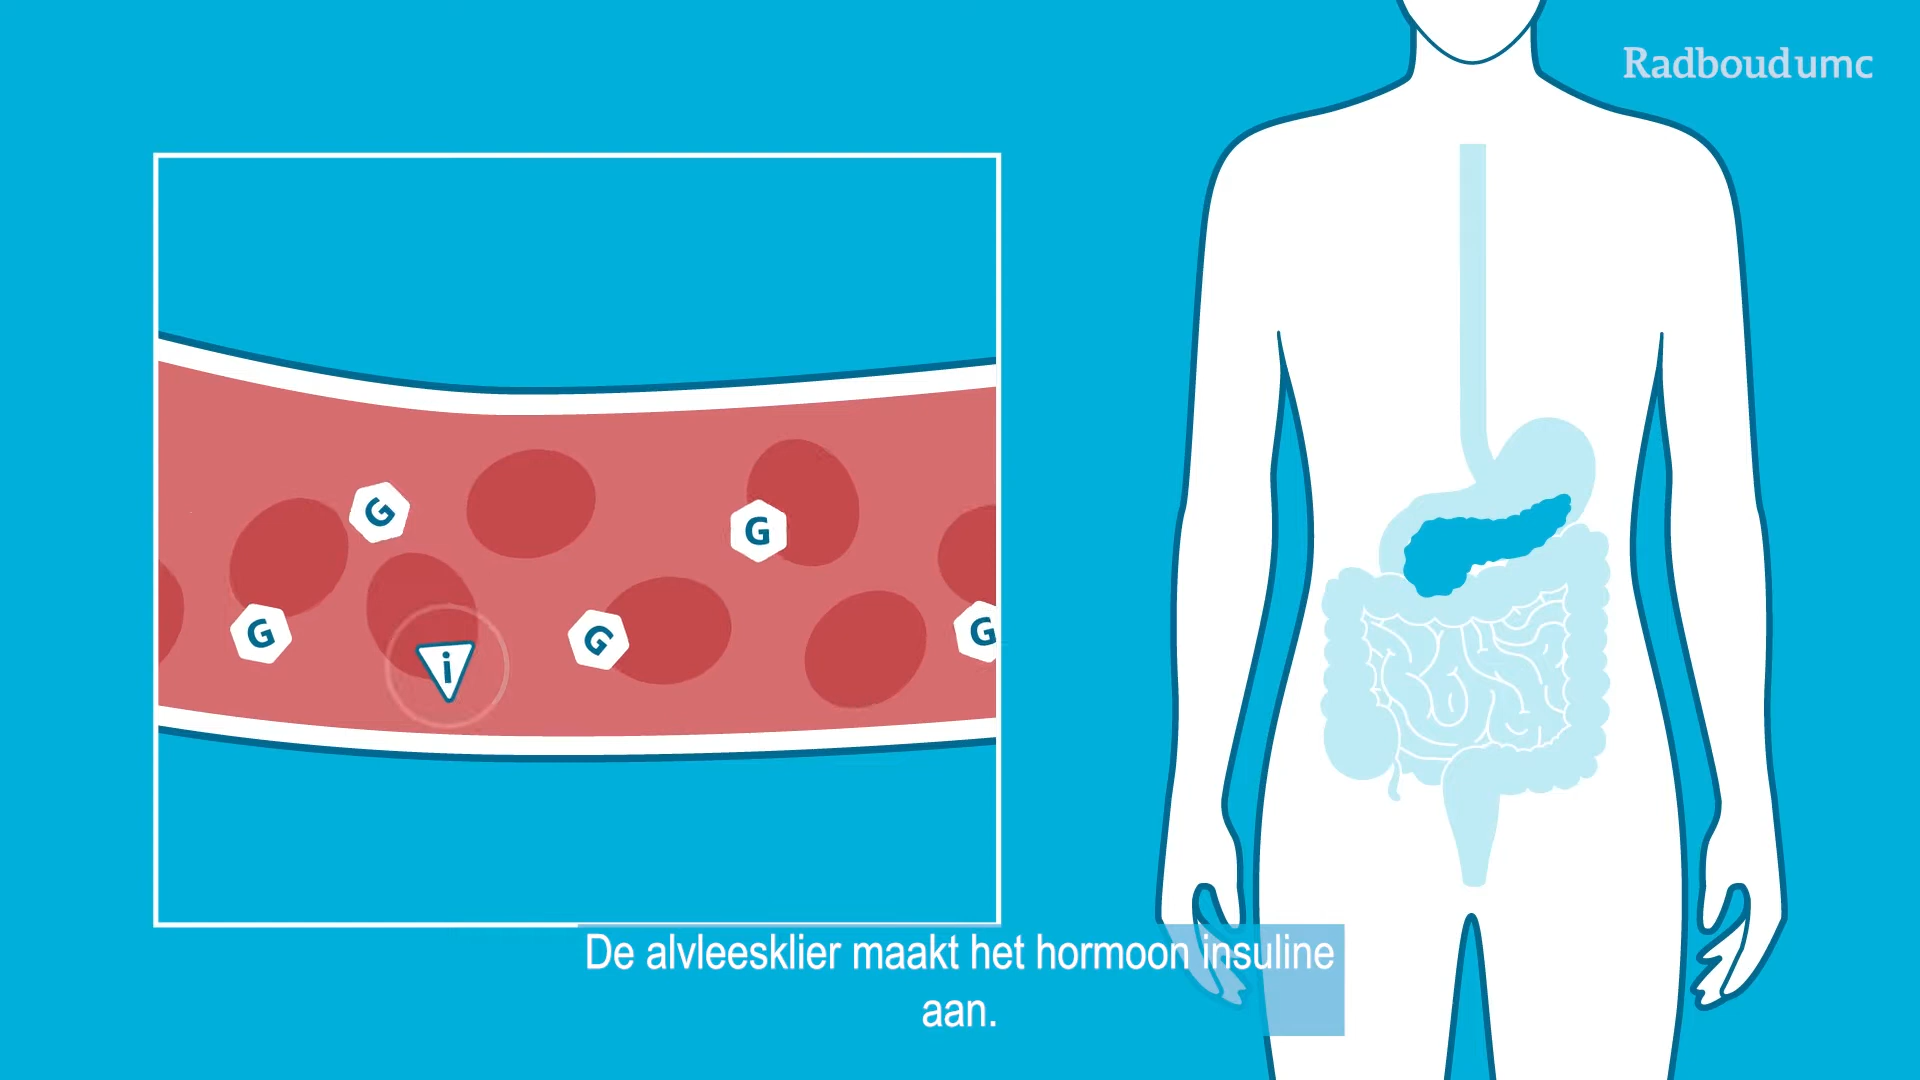 Radboudumc
G
G
G
i
G
G
De alvleesklier maakt het hormoon insuline
aan.